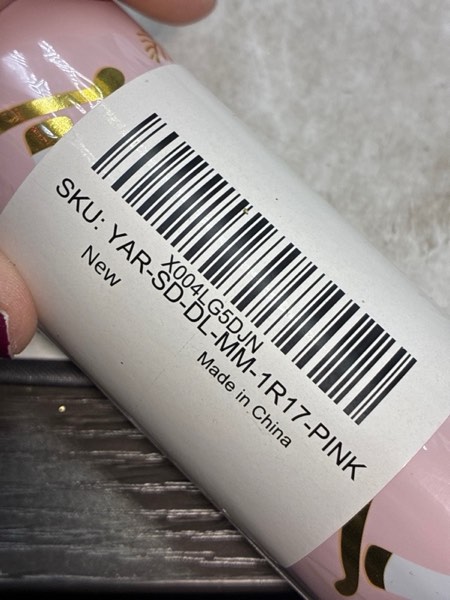 X004LG5DJN
SKU: YAR-SD-DL-MM-1R17-PINK
New
Made in China